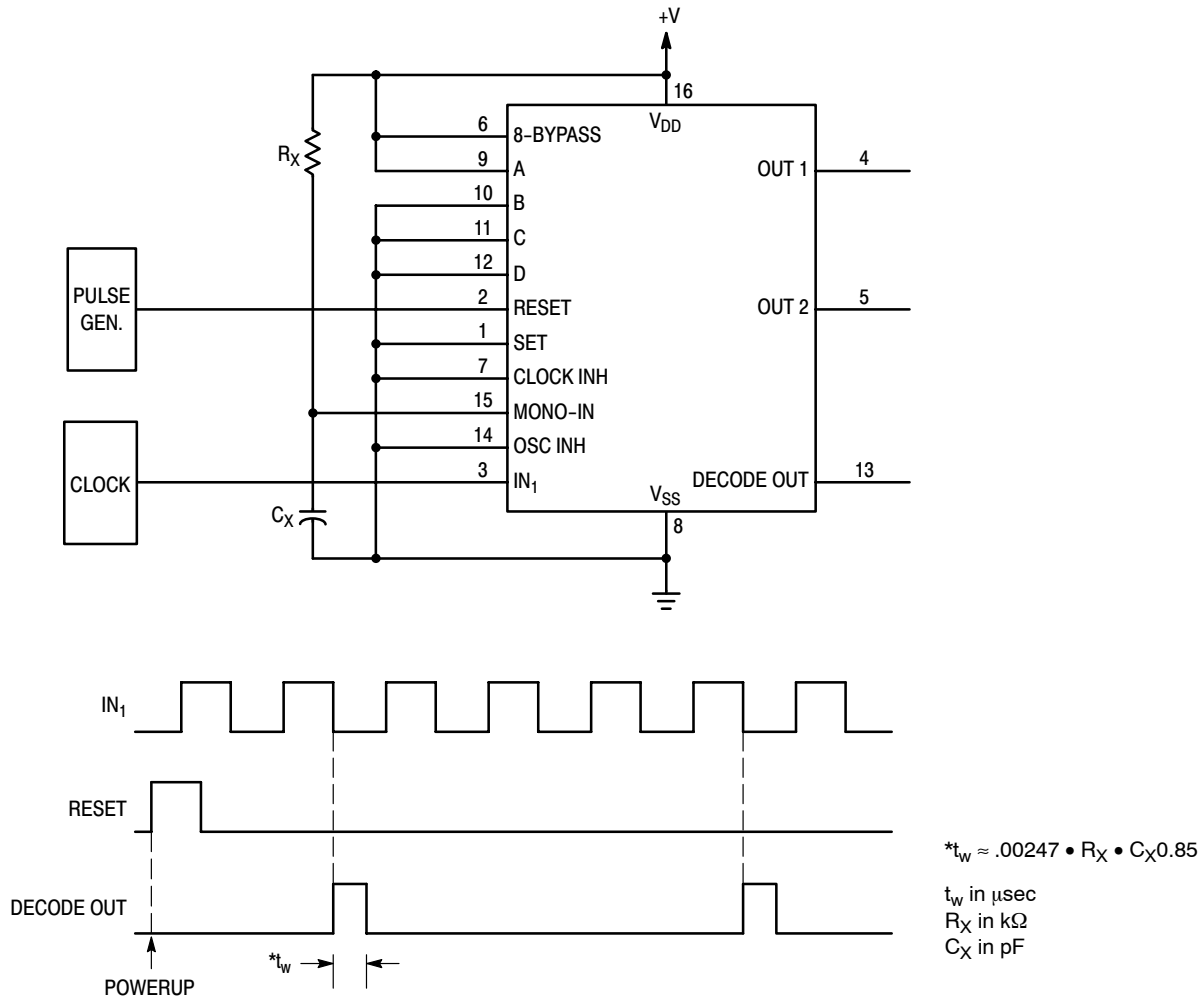 +V
16
VDD
6 8-BYPASS
RX
9 A
OUT 1 4
10 B
11 C
12 D
PULSE
GEN.
2 RESET
OUT 2 5
1 SET
7 CLOCK INH
15 MONO-IN
14 OSC INH
CLOCK
3 IN1
DECODE OUT 13
VSS
CX
8
IN1
RESET
DECODE OUT
*tw
POWERUP
*tw ≈ .00247 • RX • CX0.85
tw in μsec
RX in kΩ
CX in pF